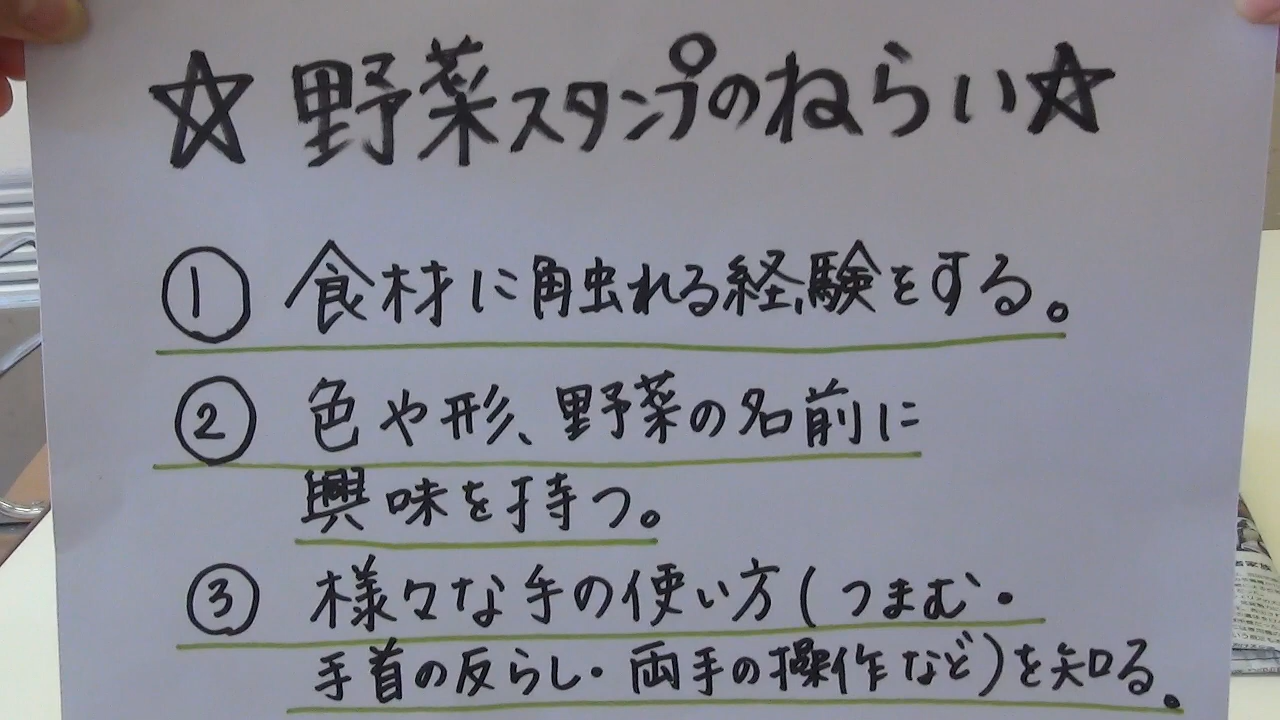 ☆野菜スタンプのねらい☆
① 食材に触れる経験をする。
② 色や形、野菜の名前に
興味を持つ。
③ 様々な手の使い方(つまむ・
手首の反らし・両手の操作など)を知る。